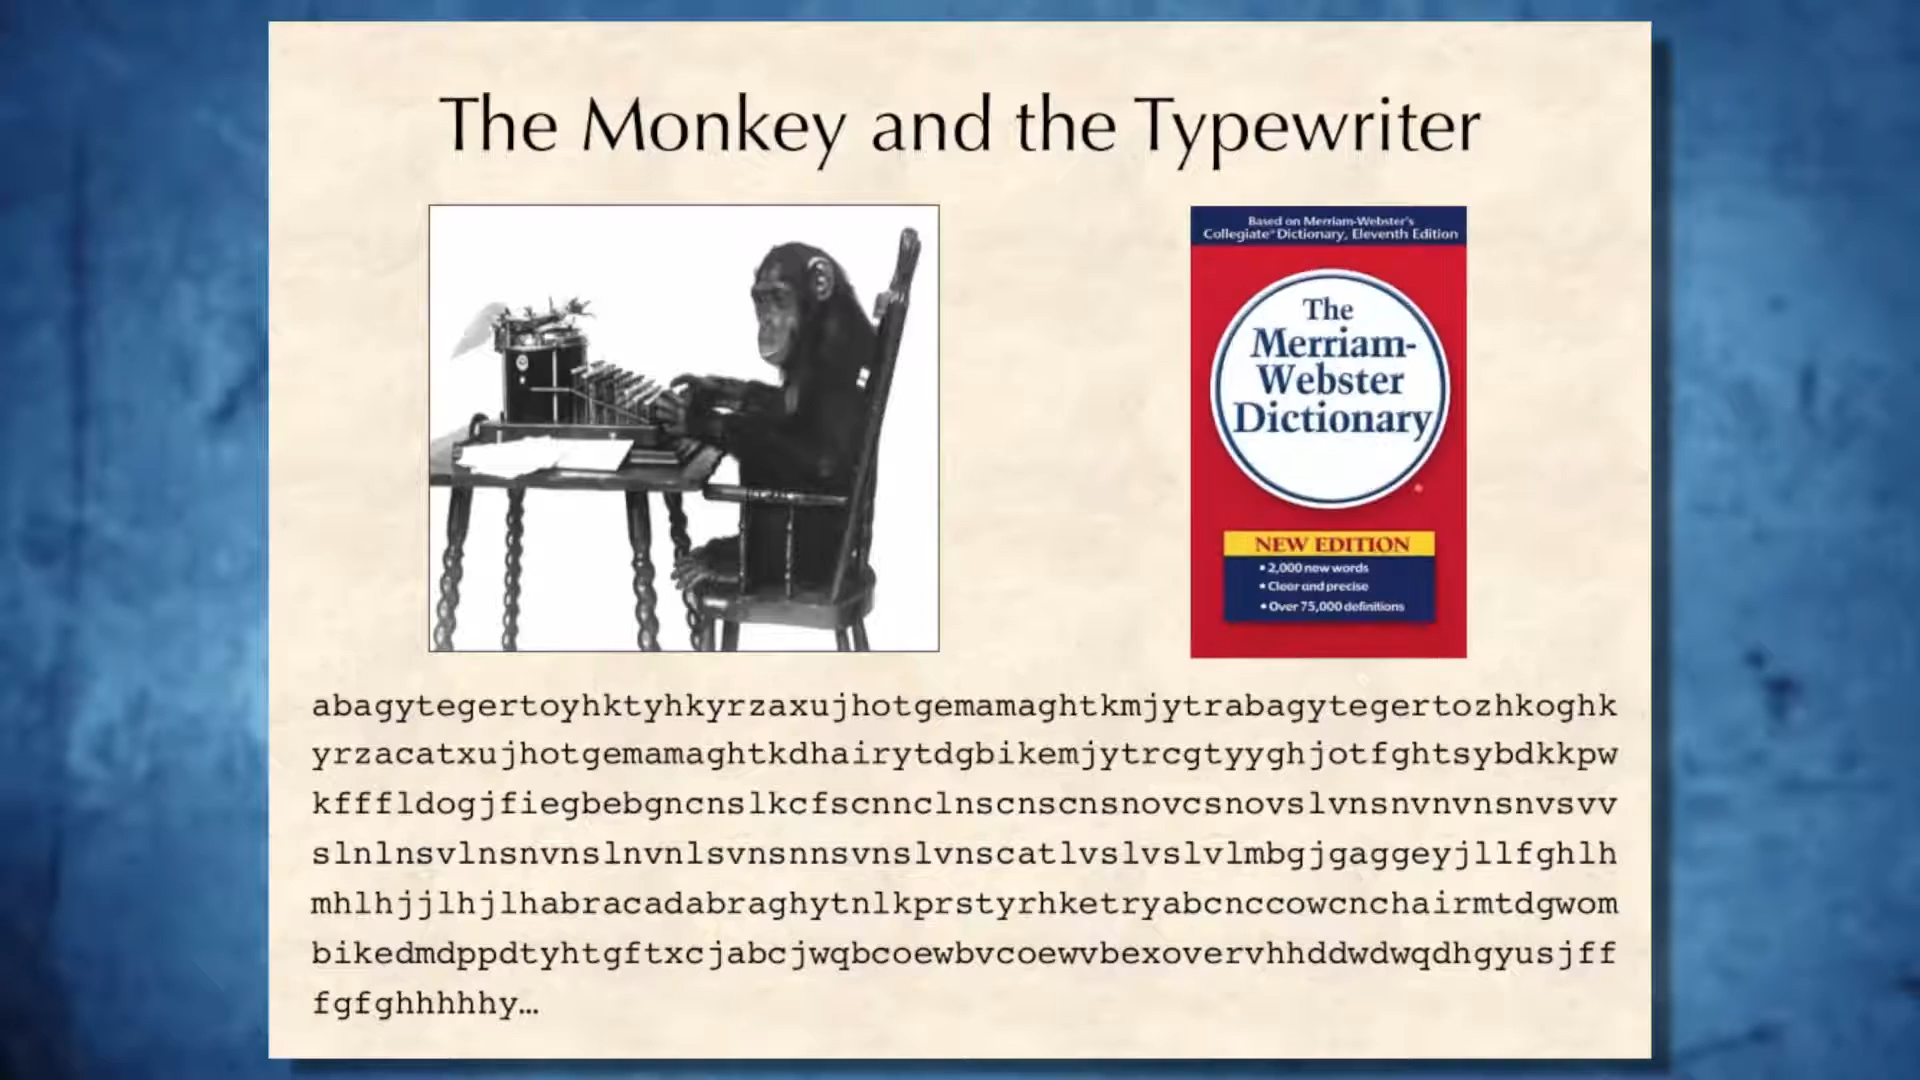 The Monkey and the Typewriter
Based on Merriam-Webster's
Collegiate® Dictionary, Eleventh Edition
The
Merriam-
Webster
Dictionary
NEW EDITION
• 2,000 new words
• Clear and precise
• Over 75,000 definitions
abagytegertoyhktyhkyrzaxujhotgemamaghtkmjytrabagytegertozhkoghk
yrzacatxujhotgemamaghtkdhairytdgbikemjytrcgtyyghjotfghtsybdkkpw
kfffldogjfiegbebgncnslkcfscnnclnscnscnsnovcsnovslvnsnvnvnsnvsvv
slnlnsvlnsnvnslnvnlsvnsnnsvnslvnscatlvslvslvlmbgjgaggeyjllfghlh
mhlhjjlhjlhabracadabraghytnlkprstyrhketryabcnccowcnchairmtdgwom
bikedmdppdtyhtgftxcjabcjwqbcoewbvcoewvbexovervhhddwdwqdhgyusjff
fgfghhhhhy…